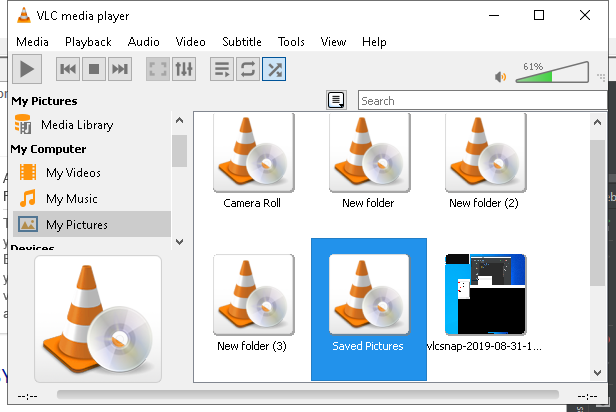 VLC media player
Media Playback Audio Video Subtitle Tools View Help
61%
My Pictures
Search
Media Library
My Computer
My Videos
My Music
My Pictures
Devices
Camera Roll
New folder
New folder (2)
New folder (3)
Saved Pictures
vlcsnap-2019-08-31-1...
--:--
--:--